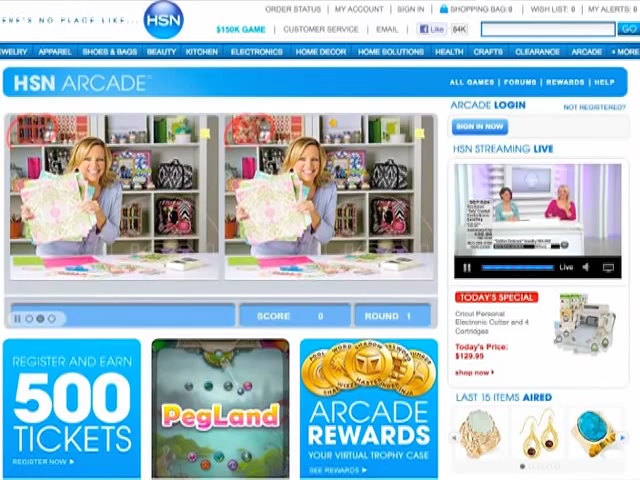 ERE'S NO PLACE LIKE...
HSN
ORDER STATUS | MY ACCOUNT | SIGN IN | SHOPPING BAG: 0 | WISH LIST: 0 | MY ALERTS: 0
$150K GAME | CUSTOMER SERVICE | EMAIL | Like 64K
GO
EWELRY APPAREL SHOES & BAGS BEAUTY KITCHEN ELECTRONICS HOME DECOR HOME SOLUTIONS HEALTH CRAFTS CLEARANCE ARCADE + MORE
HSN ARCADE
ALL GAMES | FORUMS | REWARDS | HELP
ARCADE LOGIN
NOT REGISTERED?
SIGN IN NOW
HSN STREAMING LIVE
Live
SCORE 0
ROUND 1
TODAY'S SPECIAL
Cricut Personal
Electronic Cutter and 4
Cartridges
Today's Price:
$129.95
shop now
REGISTER AND EARN
500
TICKETS
REGISTER NOW
PEGLAND
ARCADE
REWARDS
YOUR VIRTUAL TROPHY CASE
SEE REWARDS
LAST 15 ITEMS AIRED